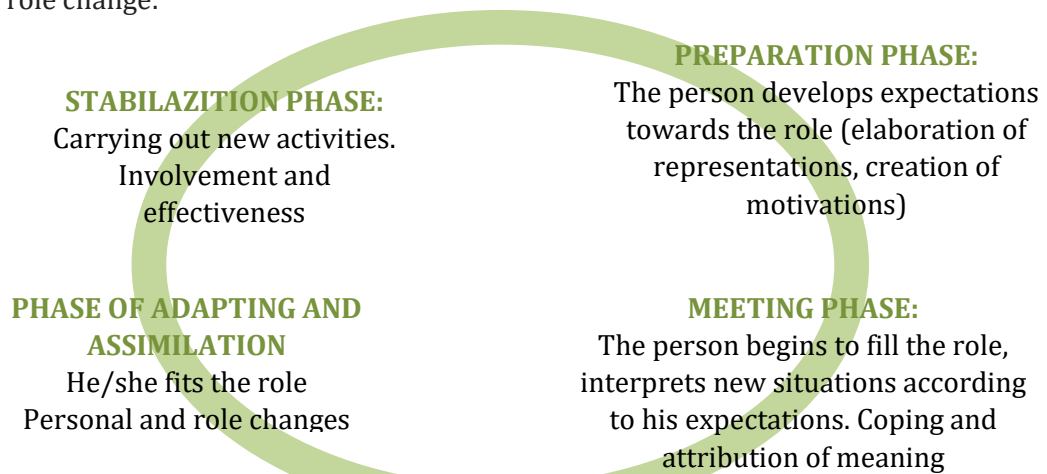 role change.
PREPARATION PHASE:
The person develops expectations
towards the role (elaboration of
representations, creation of
motivations)
MEETING PHASE:
The person begins to fill the role,
interprets new situations according
to his expectations. Coping and
attribution of meaning
PHASE OF ADAPTING AND
ASSIMILATION
He/she fits the role
Personal and role changes
STABILAZITION PHASE:
Carrying out new activities.
Involvement and
effectiveness